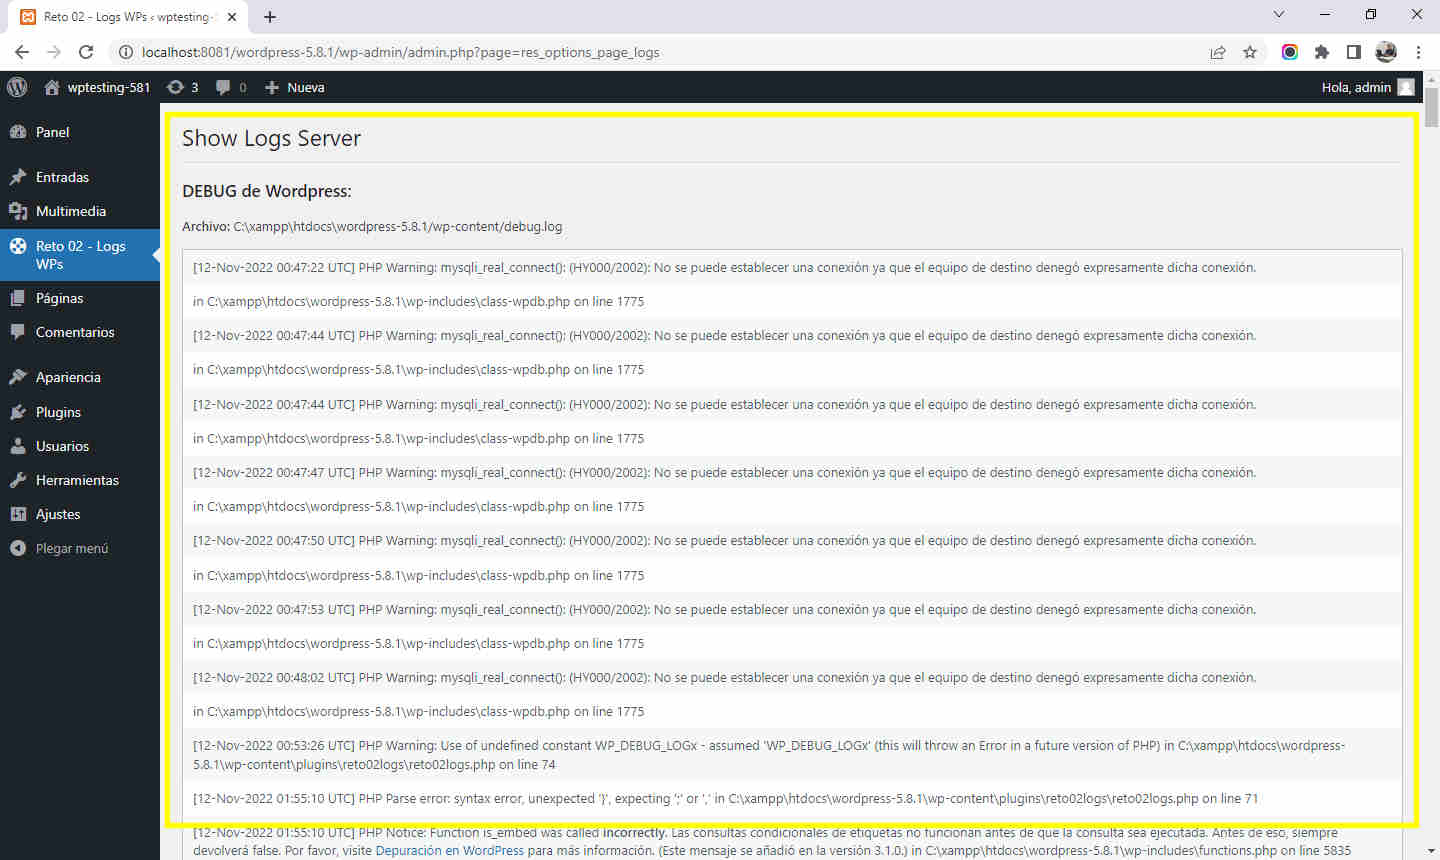 Reto 02 - Logs WPs ‹ wptesting-5
localhost:8081/wordpress-5.8.1/wp-admin/admin.php?page=res_options_page_logs
wptesting-581 3 0 Nueva Hola, admin
Panel
Entradas
Multimedia
Reto 02 - Logs
WPs
Páginas
Comentarios
Apariencia
Plugins
Usuarios
Herramientas
Ajustes
Plegar menú
Show Logs Server
DEBUG de Wordpress:
Archivo: C:\xampp\htdocs\wordpress-5.8.1/wp-content/debug.log
[12-Nov-2022 00:47:22 UTC] PHP Warning: mysqli_real_connect(): (HY000/2002): No se puede establecer una conexión ya que el equipo de destino denegó expresamente dicha conexión.
in C:\xampp\htdocs\wordpress-5.8.1\wp-includes\class-wpdb.php on line 1775
[12-Nov-2022 00:47:44 UTC] PHP Warning: mysqli_real_connect(): (HY000/2002): No se puede establecer una conexión ya que el equipo de destino denegó expresamente dicha conexión.
in C:\xampp\htdocs\wordpress-5.8.1\wp-includes\class-wpdb.php on line 1775
[12-Nov-2022 00:47:44 UTC] PHP Warning: mysqli_real_connect(): (HY000/2002): No se puede establecer una conexión ya que el equipo de destino denegó expresamente dicha conexión.
in C:\xampp\htdocs\wordpress-5.8.1\wp-includes\class-wpdb.php on line 1775
[12-Nov-2022 00:47:47 UTC] PHP Warning: mysqli_real_connect(): (HY000/2002): No se puede establecer una conexión ya que el equipo de destino denegó expresamente dicha conexión.
in C:\xampp\htdocs\wordpress-5.8.1\wp-includes\class-wpdb.php on line 1775
[12-Nov-2022 00:47:50 UTC] PHP Warning: mysqli_real_connect(): (HY000/2002): No se puede establecer una conexión ya que el equipo de destino denegó expresamente dicha conexión.
in C:\xampp\htdocs\wordpress-5.8.1\wp-includes\class-wpdb.php on line 1775
[12-Nov-2022 00:47:53 UTC] PHP Warning: mysqli_real_connect(): (HY000/2002): No se puede establecer una conexión ya que el equipo de destino denegó expresamente dicha conexión.
in C:\xampp\htdocs\wordpress-5.8.1\wp-includes\class-wpdb.php on line 1775
[12-Nov-2022 00:48:02 UTC] PHP Warning: mysqli_real_connect(): (HY000/2002): No se puede establecer una conexión ya que el equipo de destino denegó expresamente dicha conexión.
in C:\xampp\htdocs\wordpress-5.8.1\wp-includes\class-wpdb.php on line 1775
[12-Nov-2022 00:53:26 UTC] PHP Warning: Use of undefined constant WP_DEBUG_LOGx - assumed 'WP_DEBUG_LOGx' (this will throw an Error in a future version of PHP) in C:\xampp\htdocs\wordpress-
5.8.1\wp-content\plugins\reto02logs\reto02logs.php on line 74
[12-Nov-2022 01:55:10 UTC] PHP Parse error: syntax error, unexpected '}', expecting ';' or ',' in C:\xampp\htdocs\wordpress-5.8.1\wp-content\plugins\reto02logs\reto02logs.php on line 71
[12-Nov-2022 01:55:10 UTC] PHP Notice: Function is_embed was called incorrectly. Las consultas condicionales de etiquetas no funcionan antes de que la consulta sea ejecutada. Antes de eso, siempre
devolverá false. Por favor, visite Depuración en WordPress para más información. (Este mensaje se añadió en la versión 3.1.0.) in C:\xampp\htdocs\wordpress-5.8.1\wp-includes\functions.php on line 5835